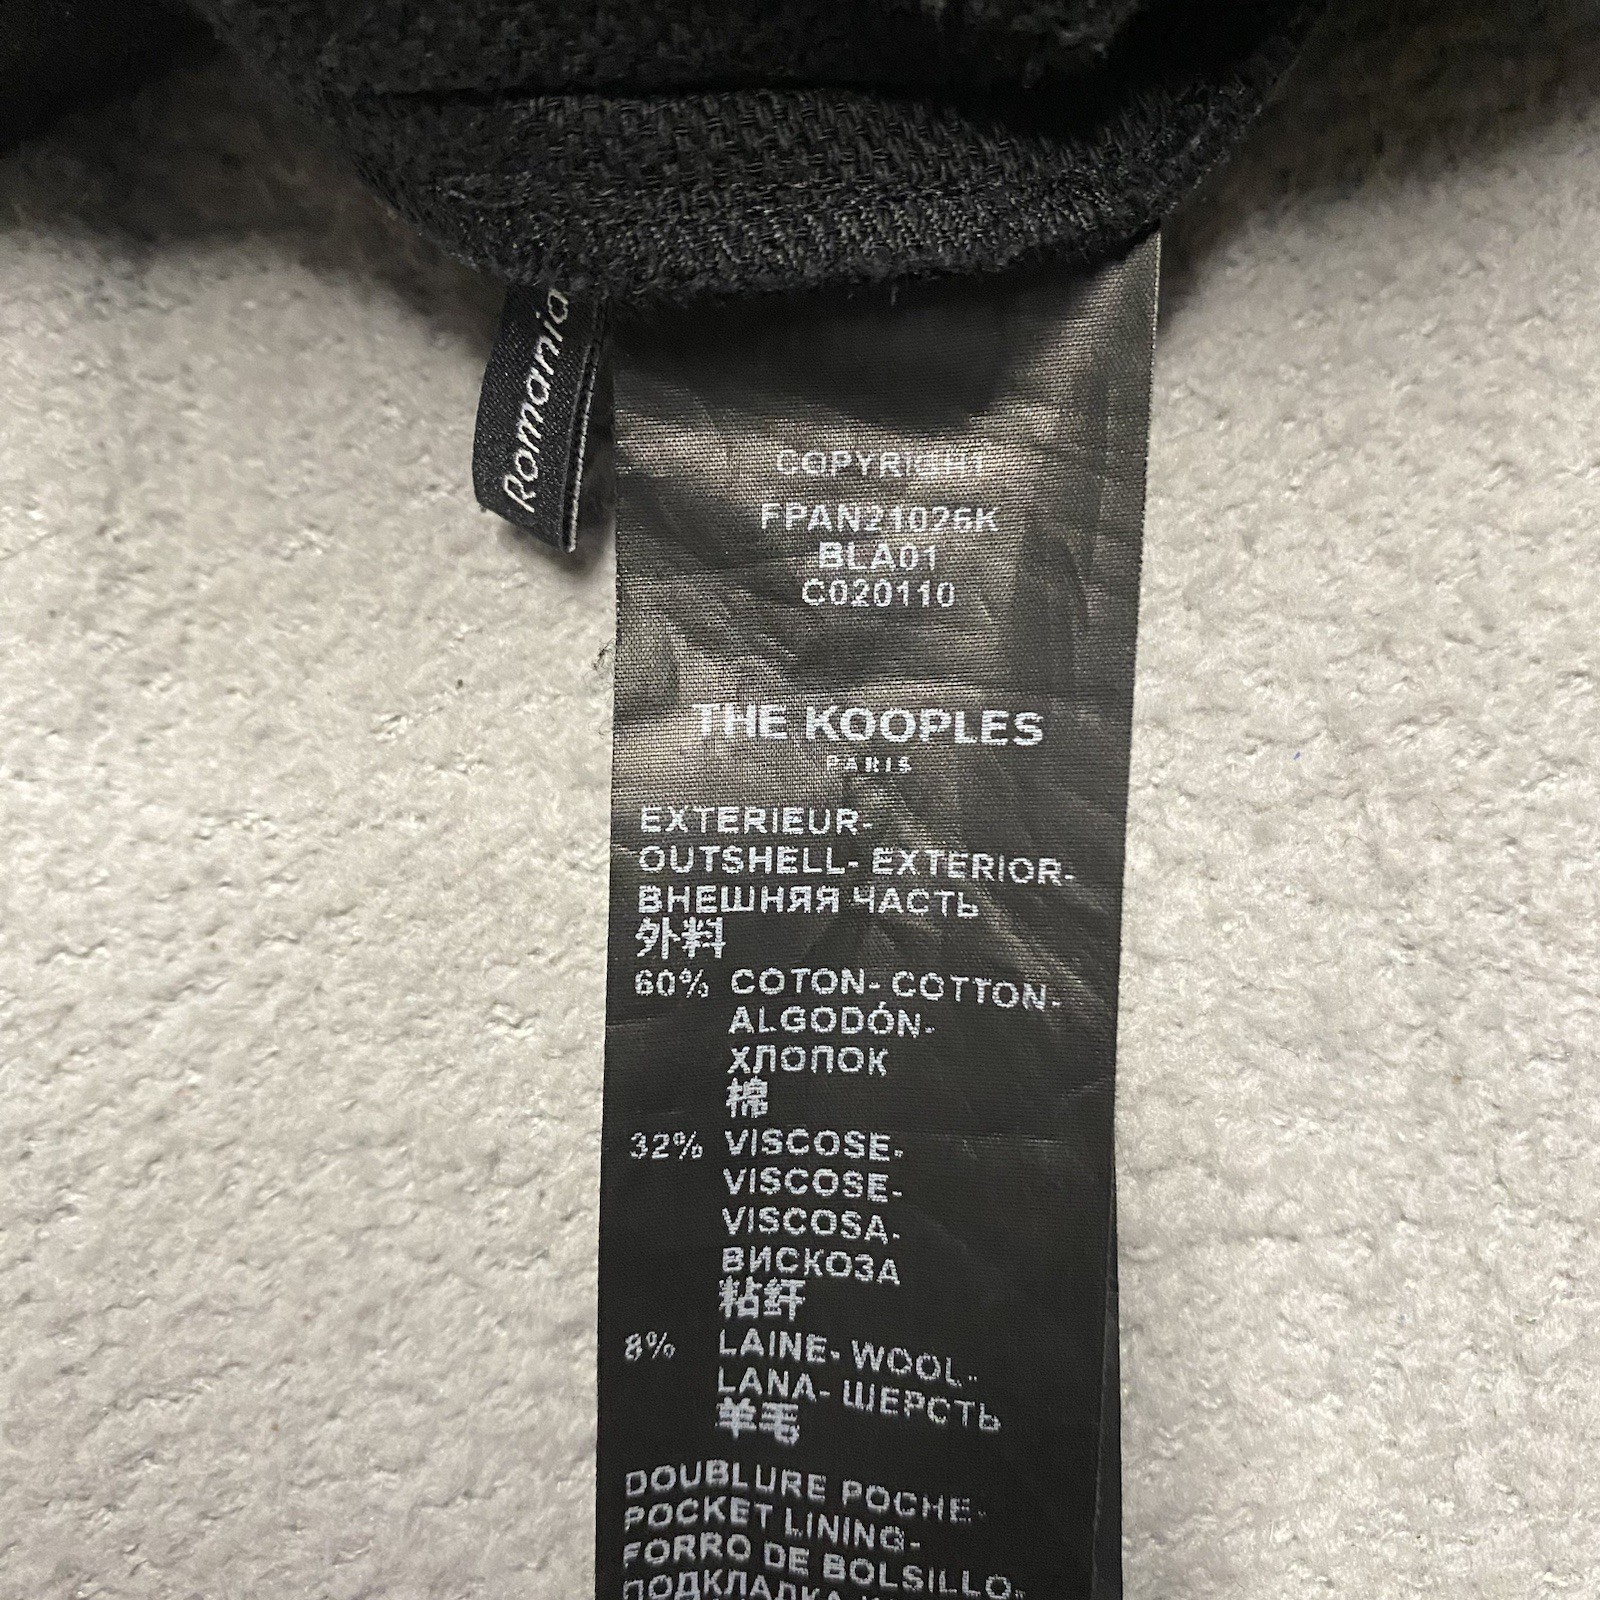 Romania
COPYRIGHT
FPAN21026K
BLA01
C020110
THE KOOPLES
PARIS
EXTERIEUR-
OUTSHELL- EXTERIOR-
ВНЕШНЯЯ ЧАСТЬ
外料
60% COTON- COTTON-
ALGODÓN-
ХЛОПОК
棉
32% VISCOSE-
VISCOSE-
VISCOSA-
ВИСКОЗА
粘纤
8% LAINE- WOOL-
LANA- ШЕРСТЬ
羊毛
DOUBLURE POCHE-
POCKET LINING-
FORRO DE BOLSILLO-
ПОДКЛАДКА